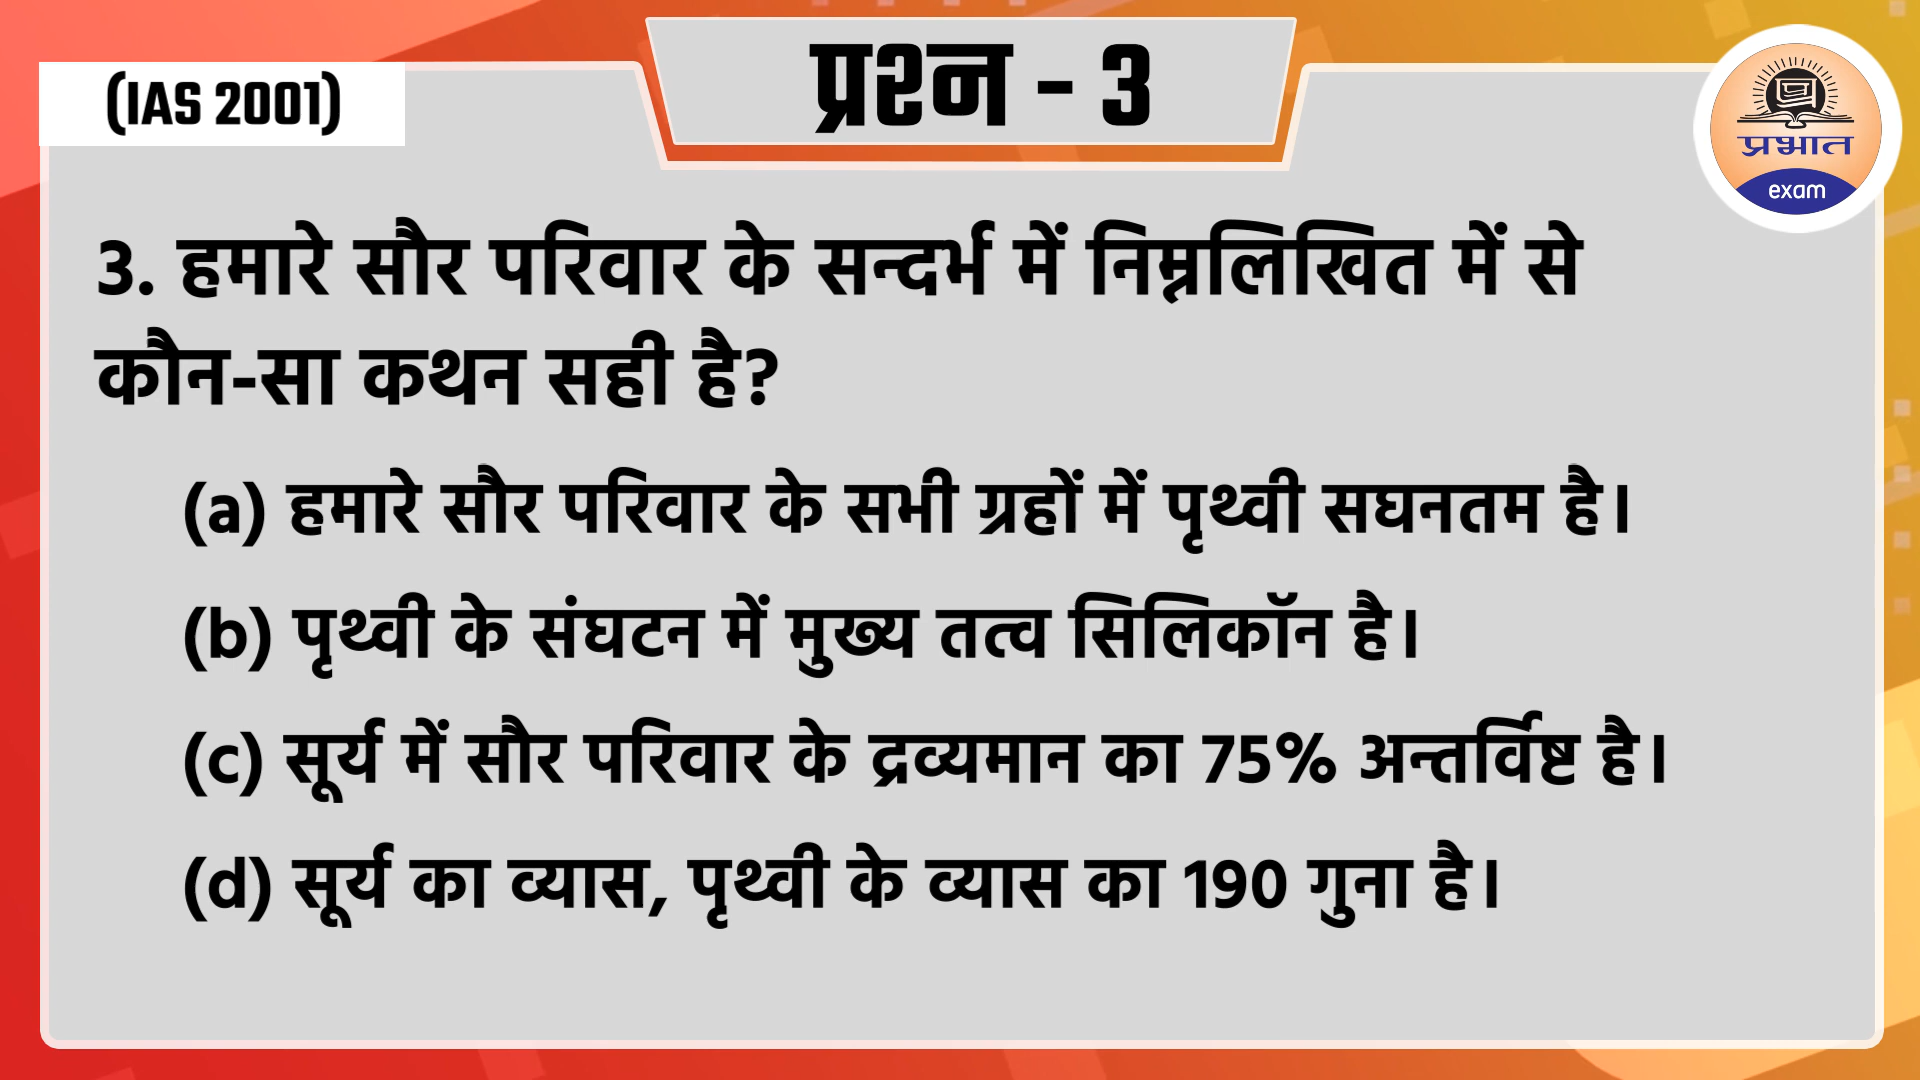 प्रश्न - 3
(IAS 2001)
प्रभात
exam
3. हमारे सौर परिवार के सन्दर्भ में निम्नलिखित में से
कौन-सा कथन सही है?
(a) हमारे सौर परिवार के सभी ग्रहों में पृथ्वी सघनतम है।
(b) पृथ्वी के संघटन में मुख्य तत्व सिलिकॉन है।
(c) सूर्य में सौर परिवार के द्रव्यमान का 75% अन्तर्विष्ट है।
(d) सूर्य का व्यास, पृथ्वी के व्यास का 190 गुना है।